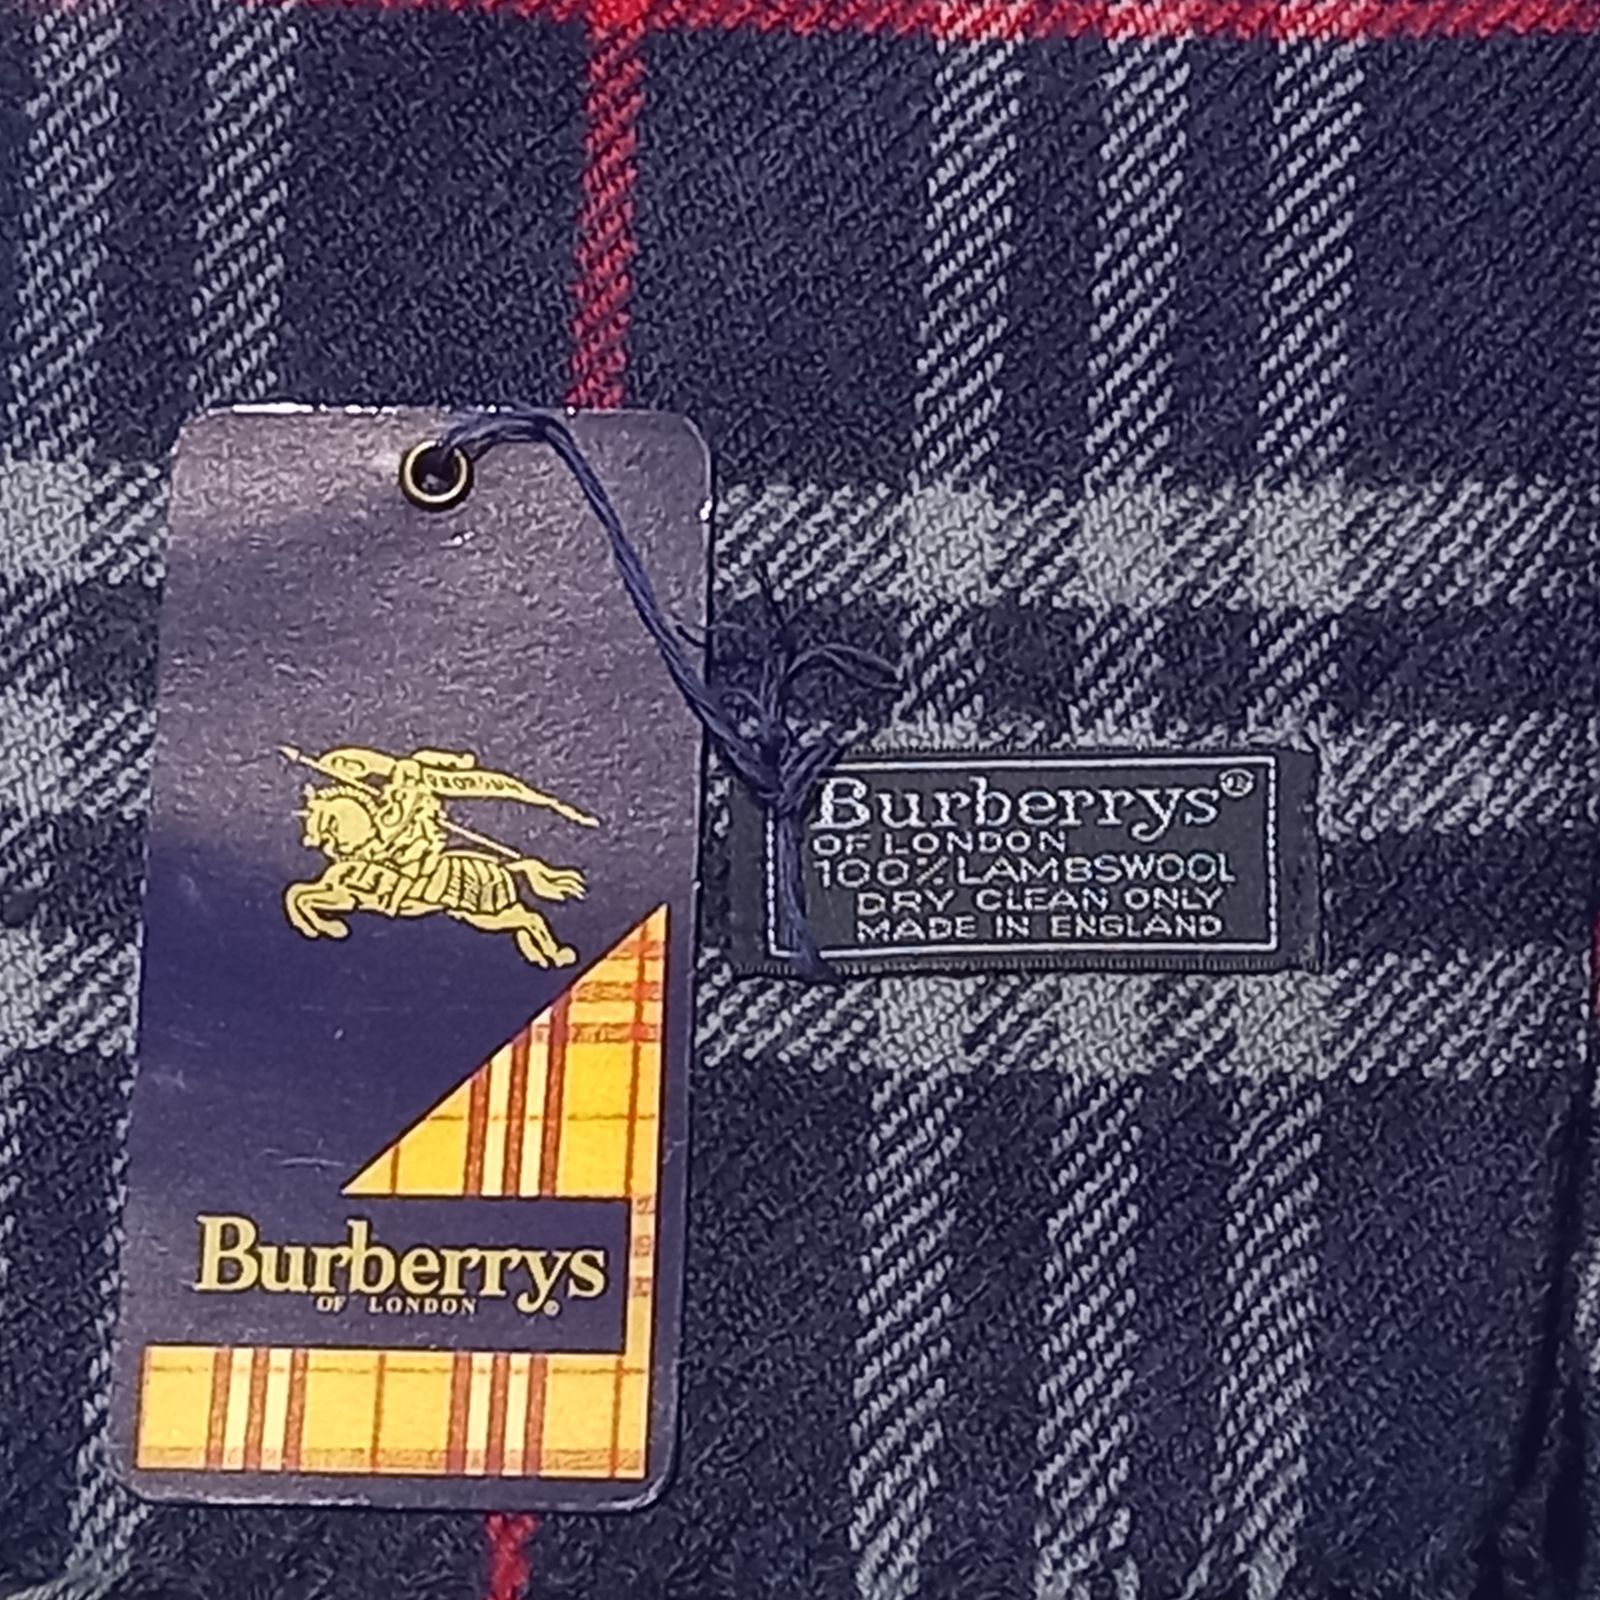 Burberrys
OF LONDON
Burberrys®
OF LONDON
100% LAMBSWOOL
DRY CLEAN ONLY
MADE IN ENGLAND